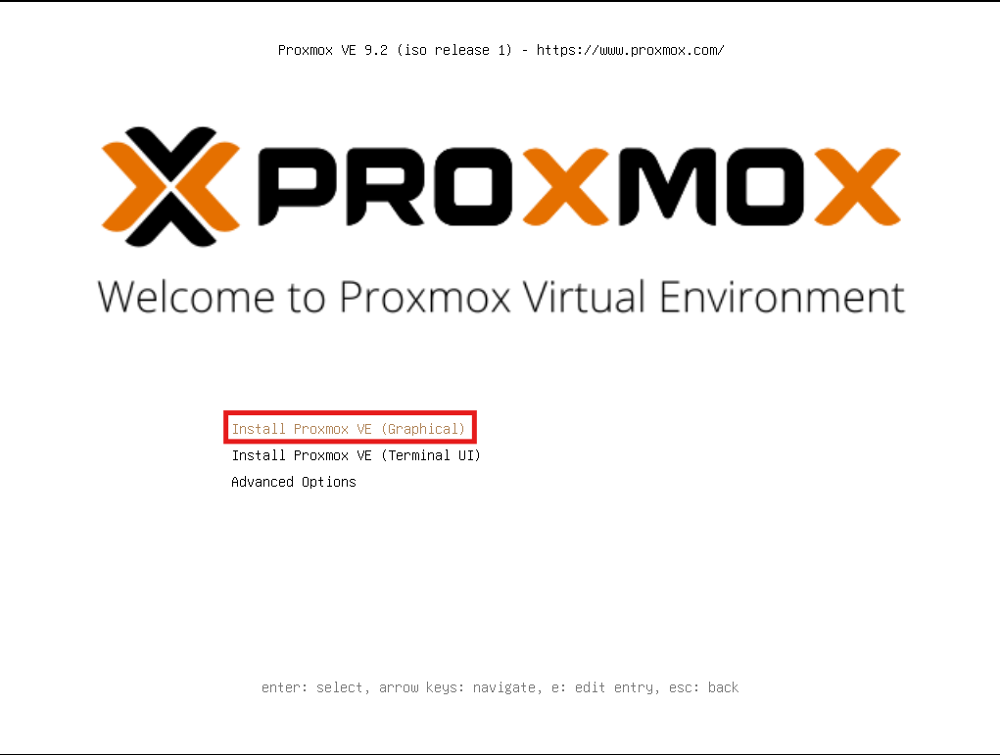 Proxmox VE 9.2 (iso release 1) - https://www.proxmox.com/
PROXMOX
Welcome to Proxmox Virtual Environment
Install Proxmox VE (Graphical)
Install Proxmox VE (Terminal UI)
Advanced Options
enter: select, arrow keys: navigate, e: edit entry, esc: back